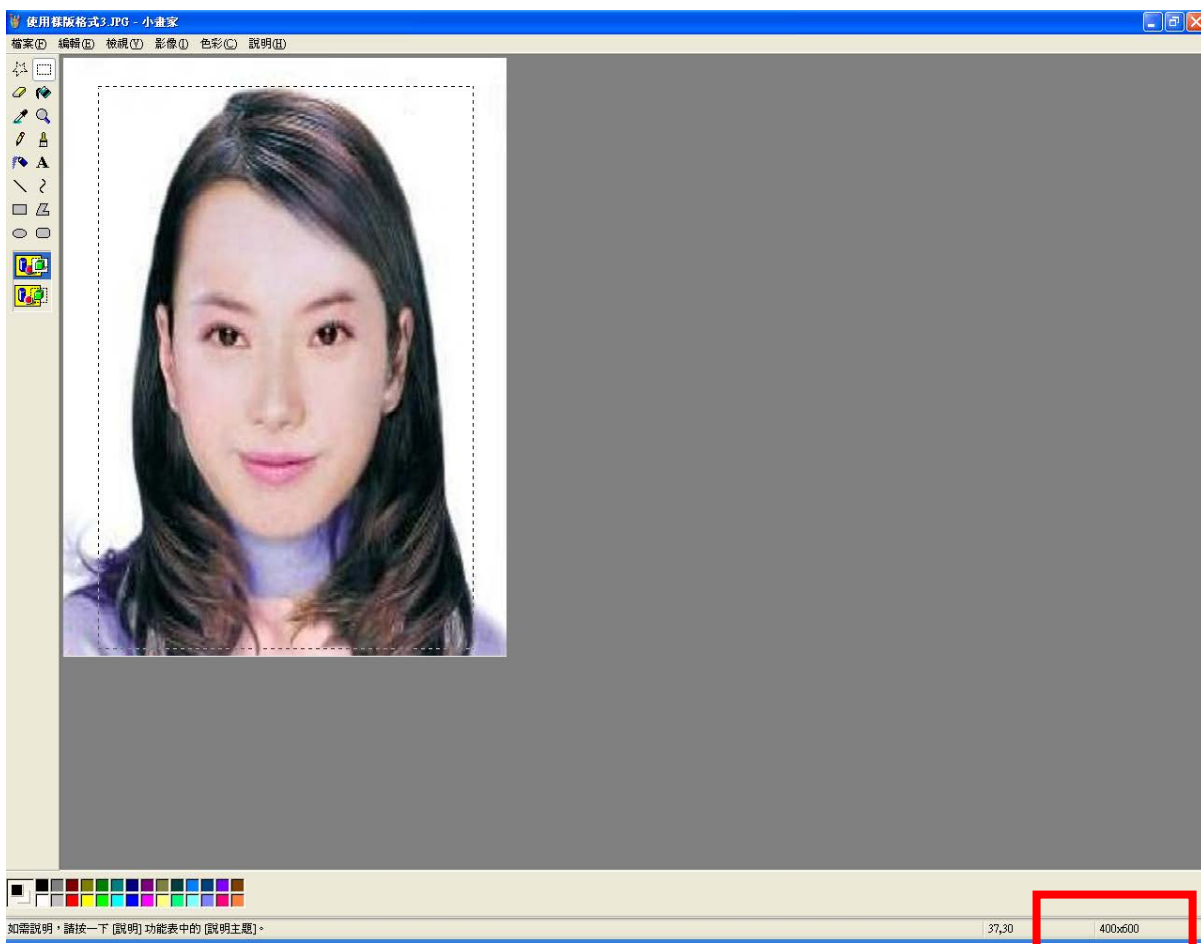 使用樣版格式3.JPG - 小畫家
檔案(F) 編輯(E) 檢視(V) 影像(I) 色彩(C) 說明(H)
A
如需說明，請按一下 [說明] 功能表中的 [說明主題]。 37,30 400x600